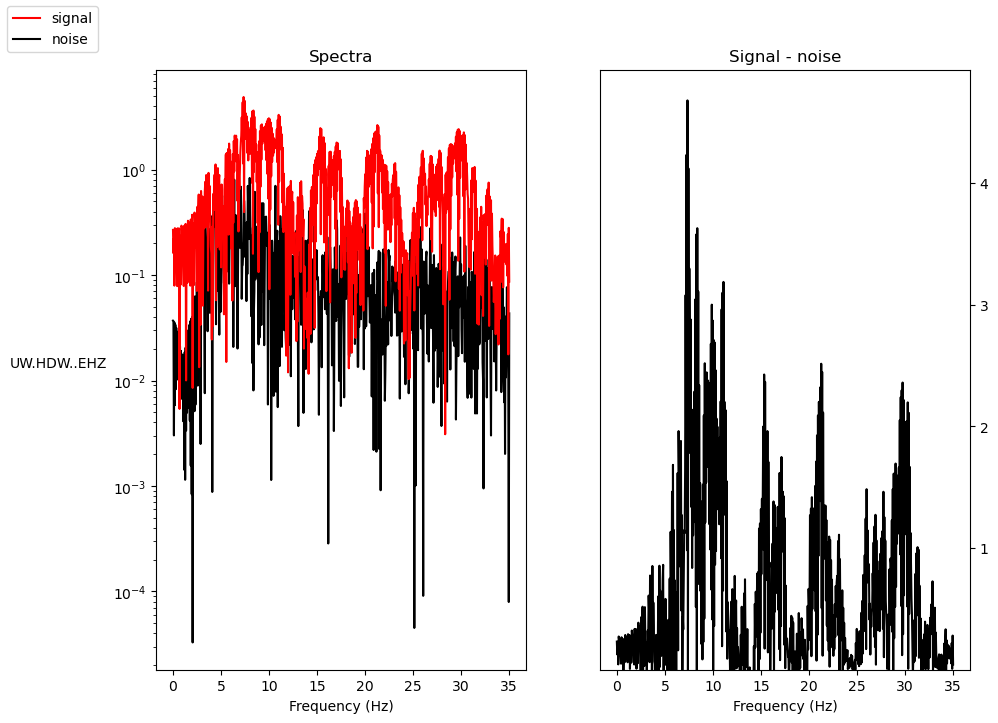 signal
noise
Spectra
Signal - noise
10⁰
10⁻¹
10⁻²
10⁻³
10⁻⁴
UW.HDW..EHZ
4
3
2
1
0 5 10 15 20 25 30 35
0 5 10 15 20 25 30 35
Frequency (Hz)
Frequency (Hz)